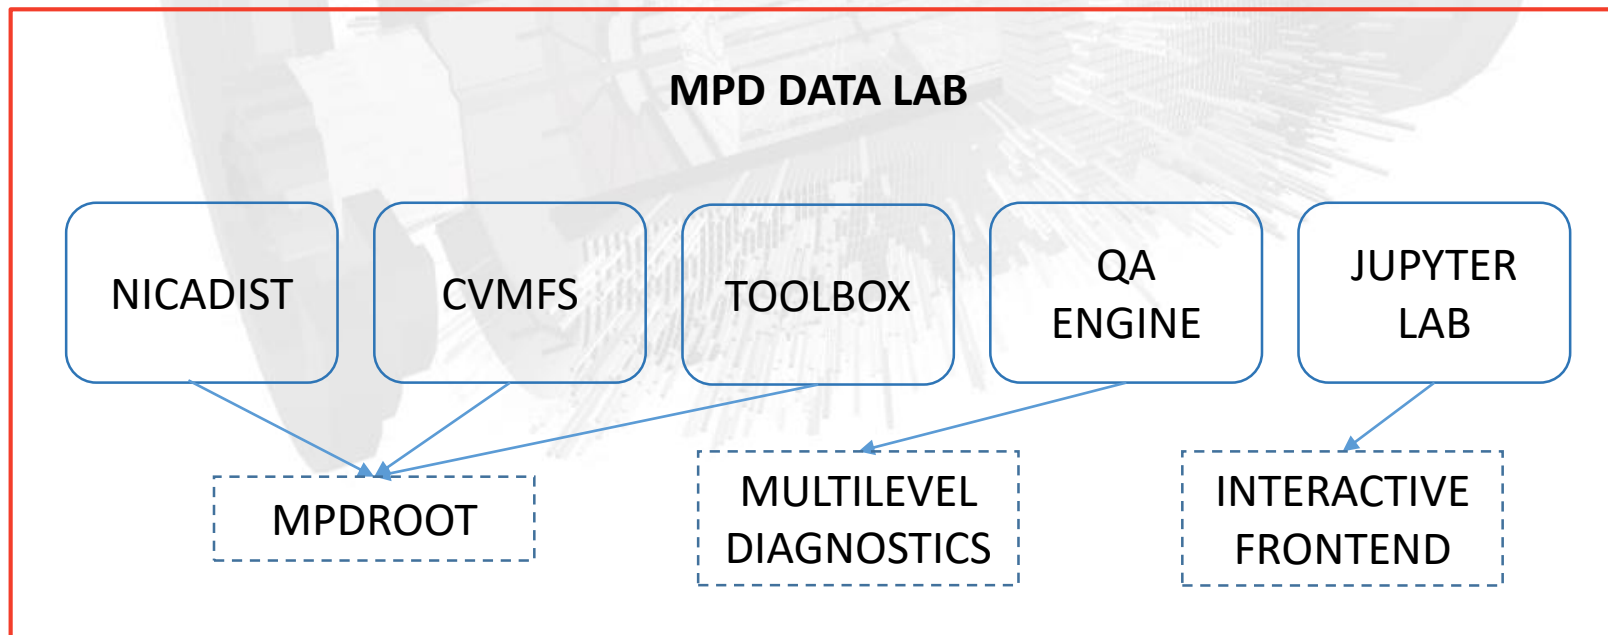 MPD DATA LAB
NICADIST
CVMFS
TOOLBOX
QA
ENGINE
JUPYTER
LAB
MPDROOT
MULTILEVEL
DIAGNOSTICS
INTERACTIVE
FRONTEND